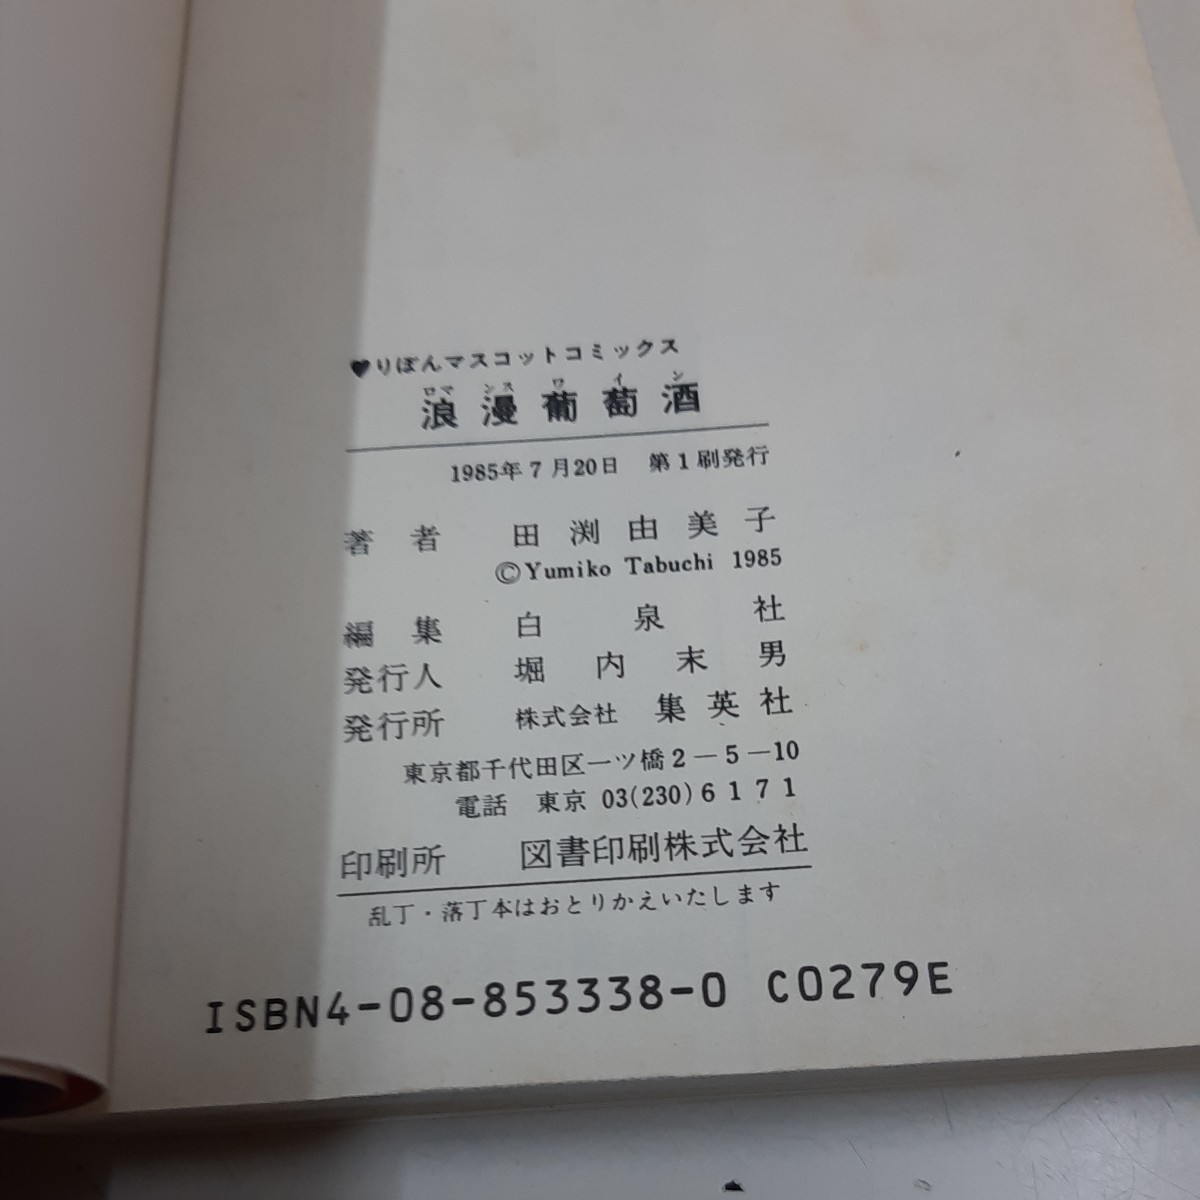 ♥りぼんマスコットコミックス
ロマンスワイン
浪漫葡萄酒
1985年7月20日 第1刷発行
著者 田渕由美子
©Yumiko Tabuchi 1985
編集 白泉社
発行人 堀内末男
発行所 株式会社 集英社
東京都千代田区一ツ橋2-5-10
電話 東京 03(230)6171
印刷所 図書印刷株式会社
乱丁・落丁本はおとりかえいたします
ISBN4-08-853338-0 C0279E